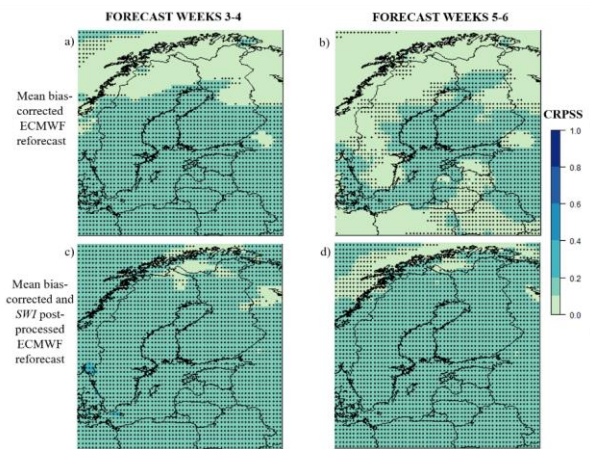 FORECAST WEEKS 3-4
FORECAST WEEKS 5-6
a)
b)
Mean bias-
corrected
ECMWF
reforecast
CRPSS
1.0
0.8
0.6
0.4
0.2
0.0
c)
d)
Mean bias-
corrected and
SWI post-
processed
ECMWF
reforecast